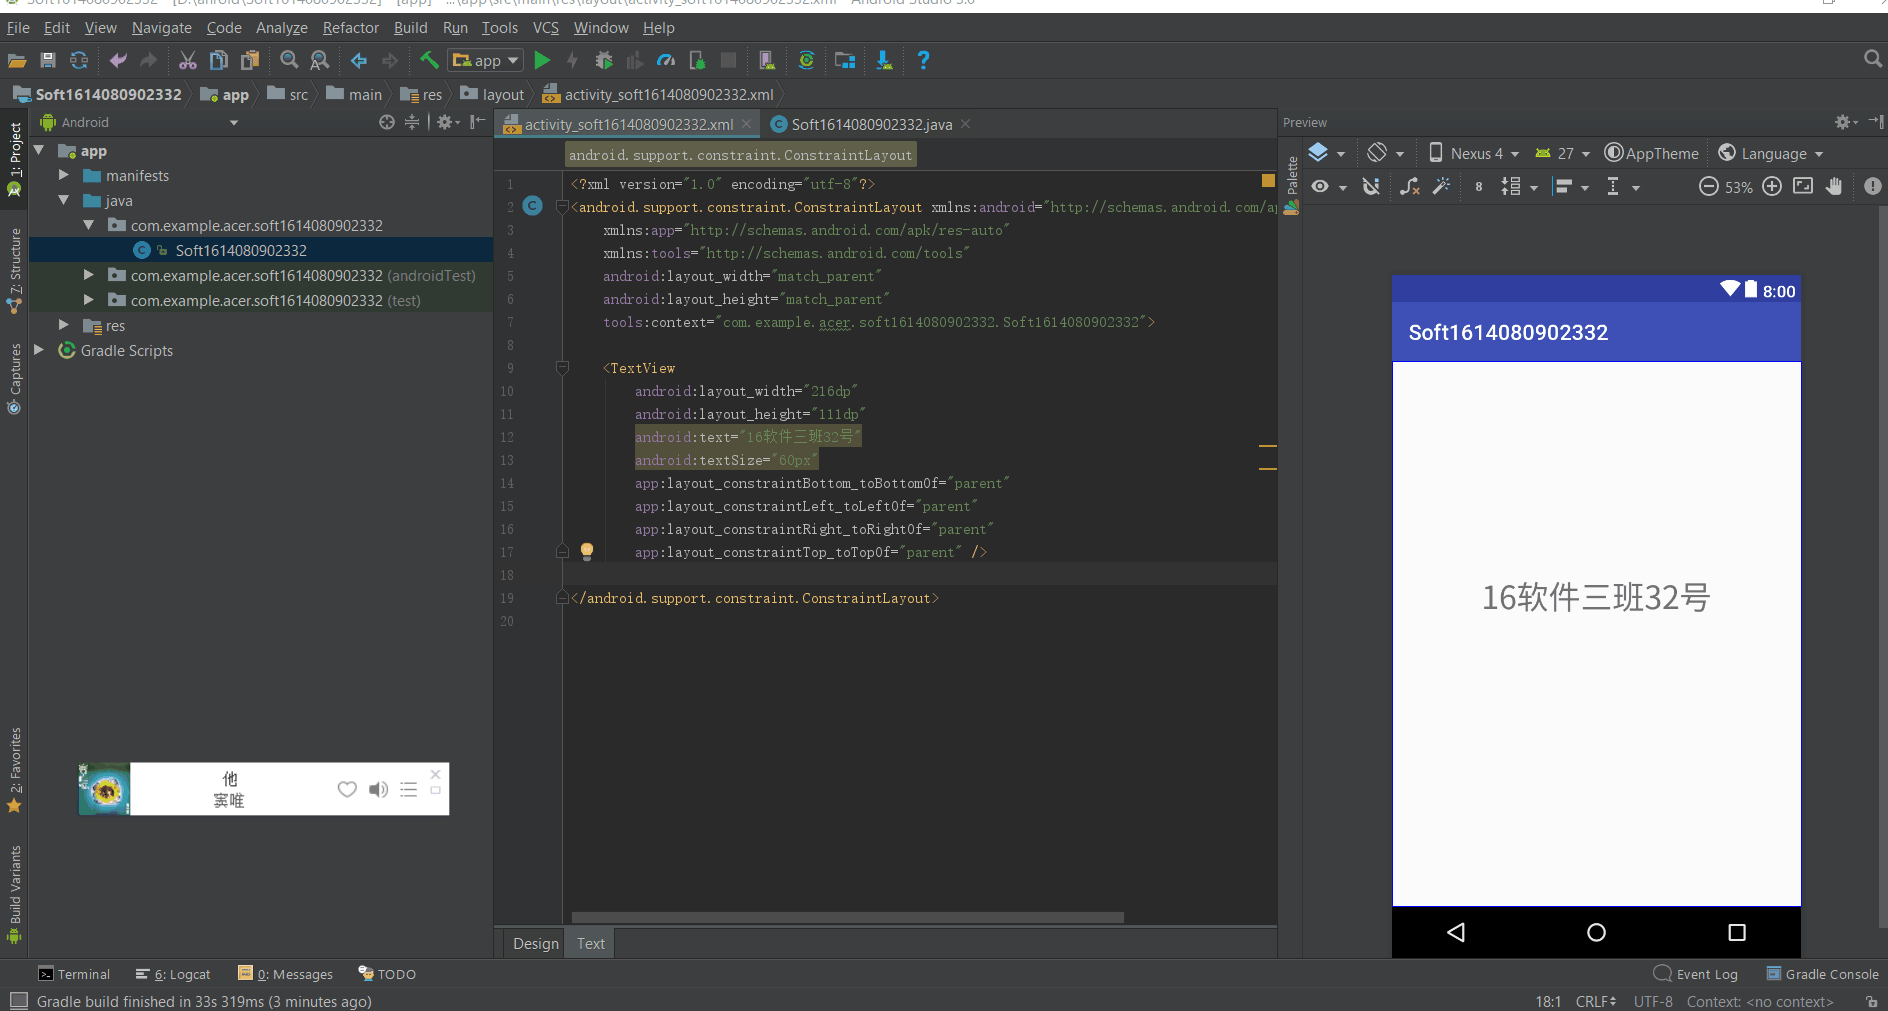 File Edit View Navigate Code Analyze Refactor Build Run Tools VCS Window Help
app
Soft1614080902332 app src main res layout activity_soft1614080902332.xml
1: Project
7: Structure
Captures
2: Favorites
Build Variants
Android
app
manifests
java
com.example.acer.soft1614080902332
Soft1614080902332
com.example.acer.soft1614080902332 (androidTest)
com.example.acer.soft1614080902332 (test)
res
Gradle Scripts
他
窦唯
activity_soft1614080902332.xml Soft1614080902332.java
android.support.constraint.ConstraintLayout
1 <?xml version="1.0" encoding="utf-8"?>
2 <android.support.constraint.ConstraintLayout xmlns:android="http://schemas.android.com/ap
3 xmlns:app="http://schemas.android.com/apk/res-auto"
4 xmlns:tools="http://schemas.android.com/tools"
5 android:layout_width="match_parent"
6 android:layout_height="match_parent"
7 tools:context="com.example.acer.soft1614080902332.Soft1614080902332">
8
9 <TextView
10 android:layout_width="216dp"
11 android:layout_height="111dp"
12 android:text="16软件三班32号"
13 android:textSize="60px"
14 app:layout_constraintBottom_toBottomOf="parent"
15 app:layout_constraintLeft_toLeftOf="parent"
16 app:layout_constraintRight_toRightOf="parent"
17 app:layout_constraintTop_toTopOf="parent" />
18
19 </android.support.constraint.ConstraintLayout>
20
Design Text
Preview
Palette
Nexus 4 27 AppTheme Language
8 53%
8:00
Soft1614080902332
16软件三班32号
Terminal 6: Logcat 0: Messages TODO Event Log Gradle Console
Gradle build finished in 33s 319ms (3 minutes ago) 18:1 CRLF UTF-8 Context: <no context>